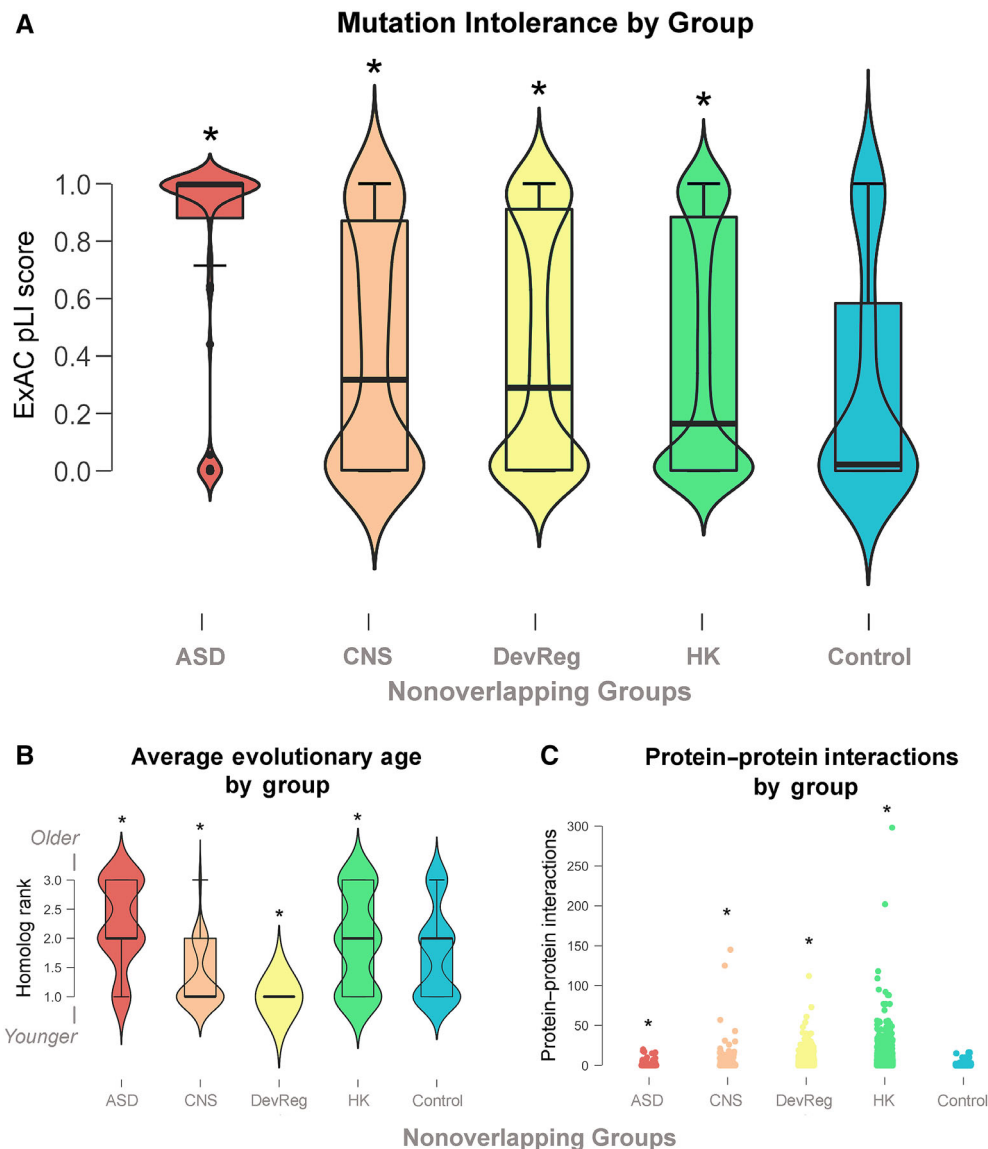 A
Mutation Intolerance by Group
*
*
*
*
1.0
0.8
0.6
0.4
0.2
0.0
ExAC pLI score
ASD
CNS
DevReg
HK
Control
Nonoverlapping Groups
B
Average evolutionary age
by group
*
*
*
*
Older
3.0
2.5
2.0
1.5
1.0
Homolog rank
Younger
ASD
CNS
DevReg
HK
Control
C
Protein–protein interactions
by group
*
*
*
*
300
250
200
150
100
50
0
Protein–protein interactions
ASD
CNS
DevReg
HK
Control
Nonoverlapping Groups